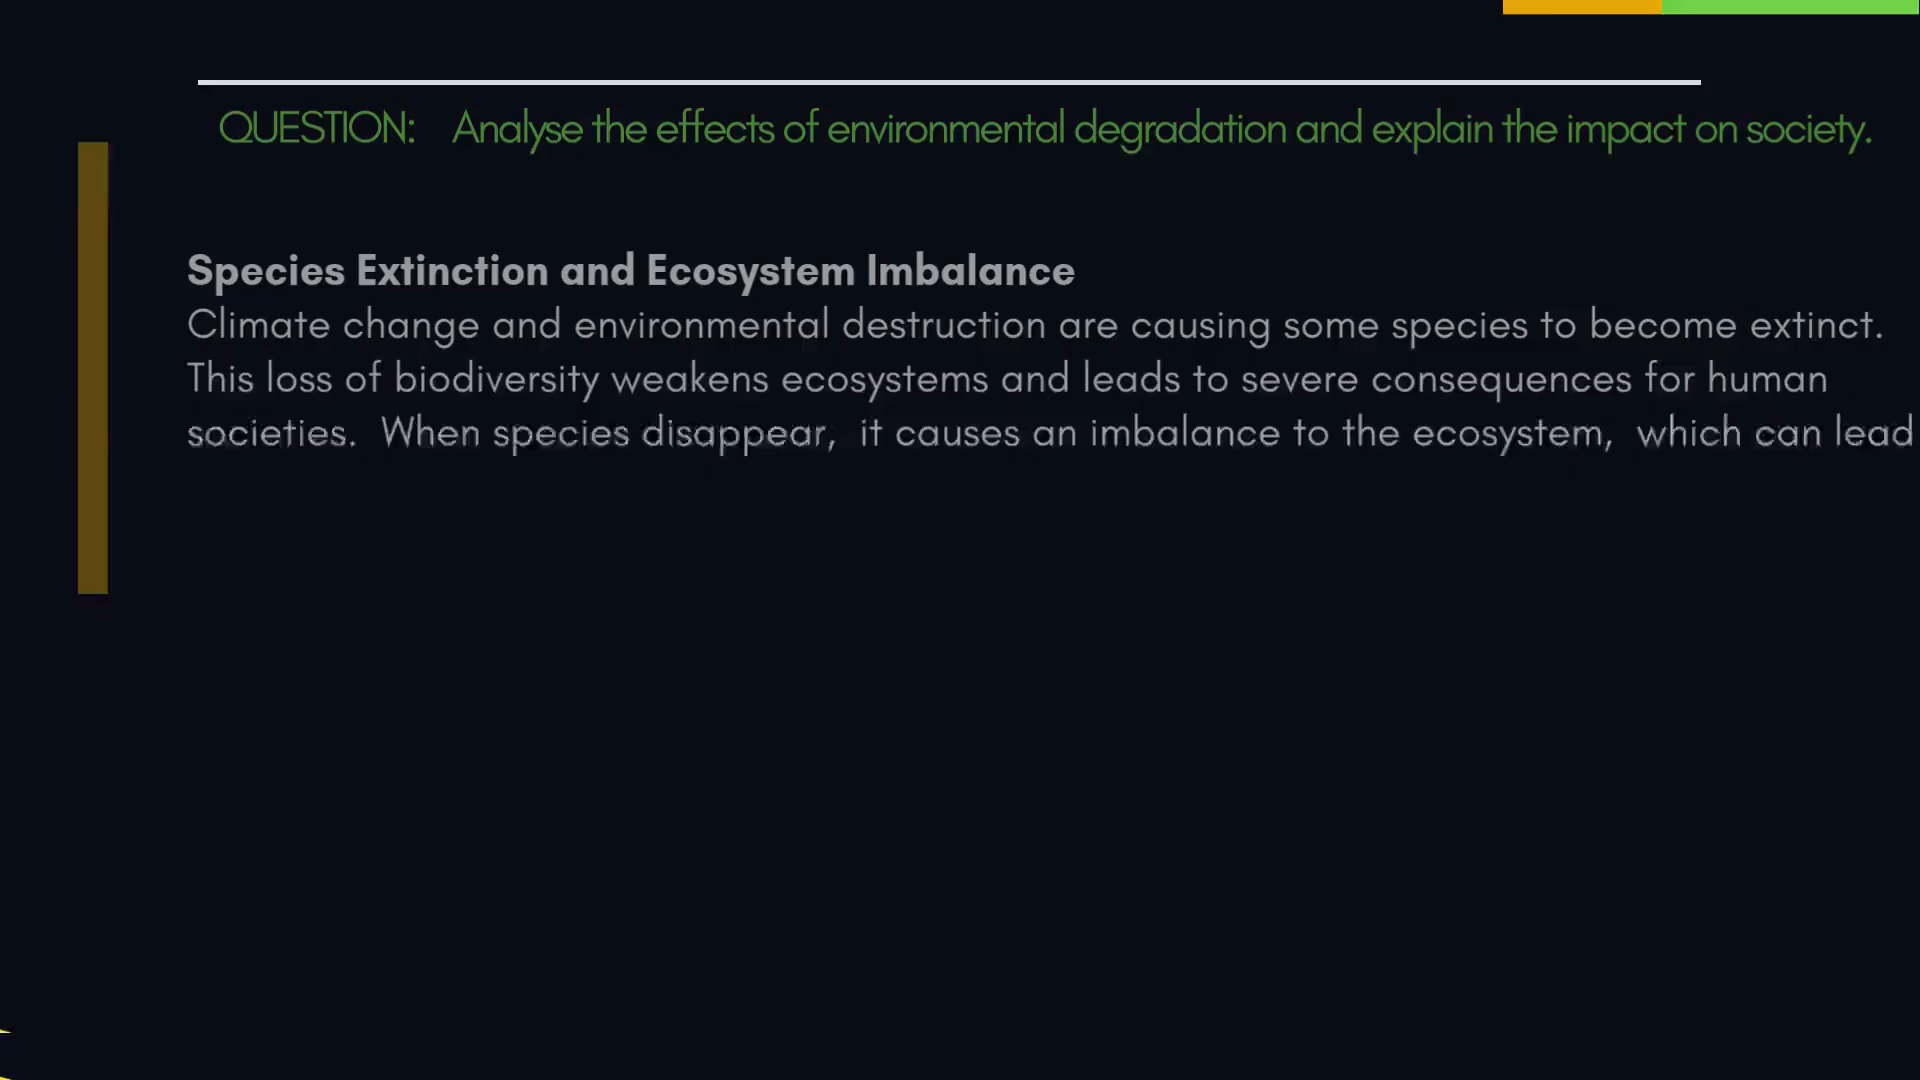 QUESTION: Analyse the effects of environmental degradation and explain the impact on society.
Species Extinction and Ecosystem Imbalance
Climate change and environmental destruction are causing some species to become extinct.
This loss of biodiversity weakens ecosystems and leads to severe consequences for human
societies. When species disappear, it causes an imbalance to the ecosystem, which can lead